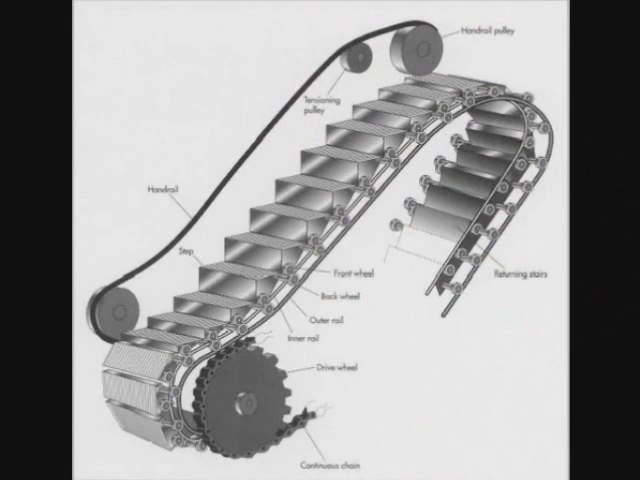 Handrail pulley
Tensioning
pulley
Handrail
Step
Front wheel
Returning stairs
Back wheel
Outer rail
Inner rail
Drive wheel
Continuous chain